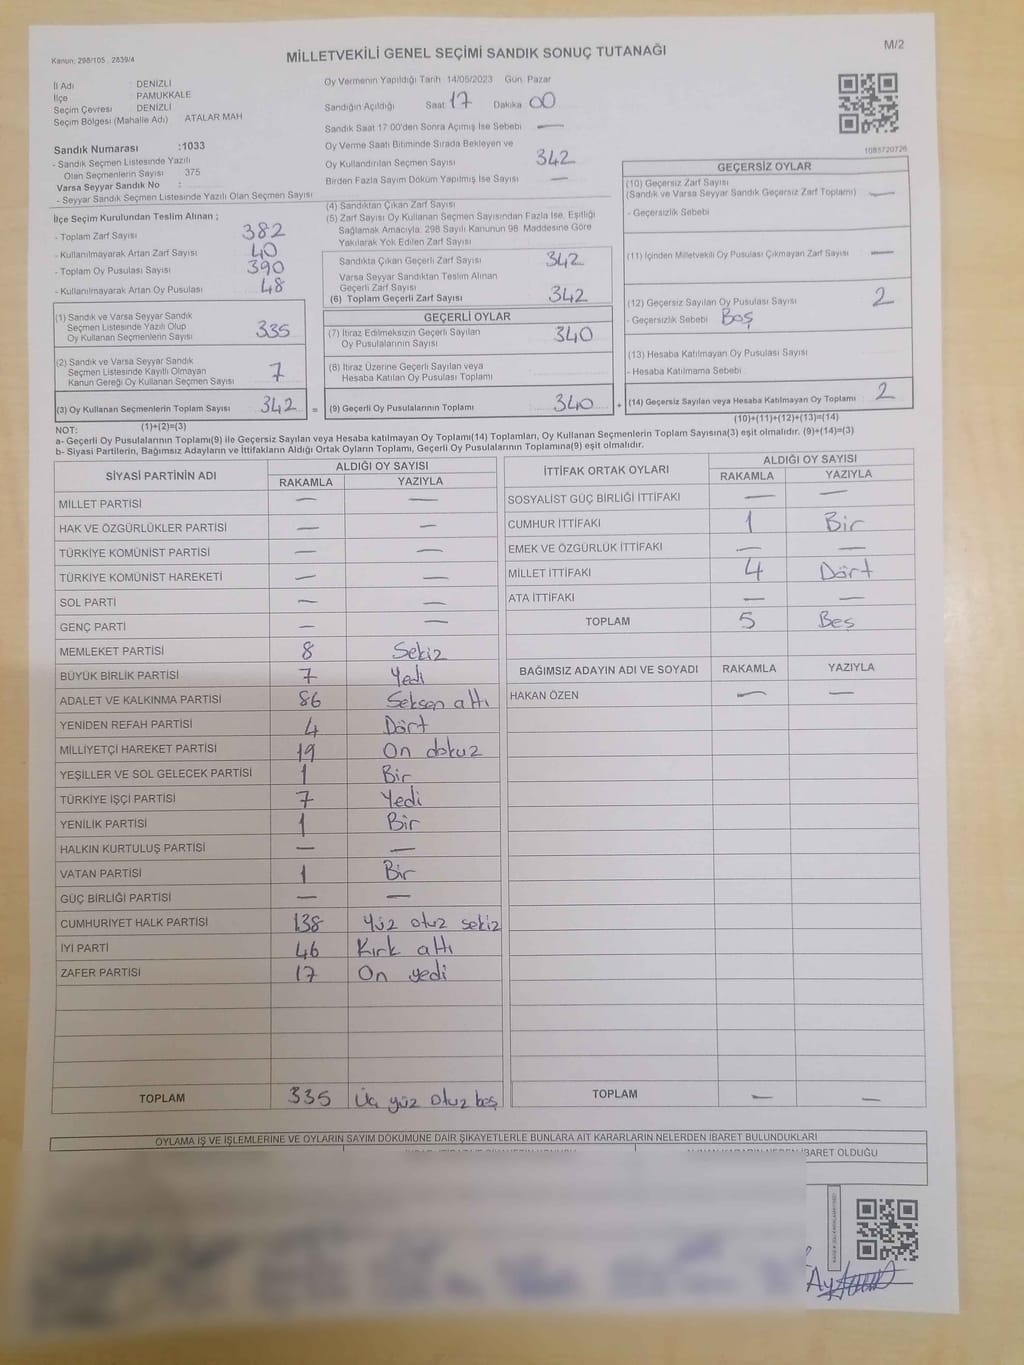 MİLLETVEKİLİ GENEL SEÇİMİ SANDIK SONUÇ TUTANAĞI
M/2
Kanun: 298/105 , 2839/4
İl Adı : DENİZLİ
İlçe : PAMUKKALE
Seçim Çevresi : DENİZLİ
Seçim Bölgesi (Mahalle Adı) ATALAR MAH
Sandık Numarası :1033
- Sandık Seçmen Listesinde Yazılı
Olan Seçmenlerin Sayısı 375
Varsa Seyyar Sandık No :
- Seyyar Sandık Seçmen Listesinde Yazılı Olan Seçmen Sayısı
Oy Vermenin Yapıldığı Tarih 14/05/2023 Gün Pazar
Sandığın Açıldığı Saat 17 Dakika 00
Sandık Saat 17:00'den Sonra Açımış İse Sebebi —
Oy Verme Saati Bitiminde Sırada Bekleyen ve
Oy Kullandırılan Seçmen Sayısı 342
Birden Fazla Sayım Döküm Yapılmış İse Sayısı —
1083720726
İlçe Seçim Kurulundan Teslim Alınan ;
- Toplam Zarf Sayısı 382
- Kullanılmayarak Artan Zarf Sayısı 40
- Toplam Oy Pusulası Sayısı 390
- Kullanılmayarak Artan Oy Pusulası 48
(1) Sandık ve Varsa Seyyar Sandık
Seçmen Listesinde Yazılı Olup
Oy Kullanan Seçmenlerin Sayısı 335
(2) Sandık ve Varsa Seyyar Sandık
Seçmen Listesinde Kayıtlı Olmayan
Kanun Gereği Oy Kullanan Seçmen Sayısı 7
(3) Oy Kullanan Seçmenlerin Toplam Sayısı 342 =
(1)+(2)=(3)
(4) Sandıktan Çıkan Zarf Sayısı
(5) Zarf Sayısı Oy Kullanan Seçmen Sayısından Fazla İse, Eşitliği
Sağlamak Amacıyla, 298 Sayılı Kanunun 98. Maddesine Göre
Yakılarak Yok Edilen Zarf Sayısı
Sandıkta Çıkan Geçerli Zarf Sayısı 342
Varsa Seyyar Sandıktan Teslim Alınan
Geçerli Zarf Sayısı
(6) Toplam Geçerli Zarf Sayısı 342
GEÇERLİ OYLAR
(7) İtiraz Edilmeksizin Geçerli Sayılan
Oy Pusulalarının Sayısı 340
(8) İtiraz Üzerine Geçerli Sayılan veya
Hesaba Katılan Oy Pusulası Toplamı
(9) Geçerli Oy Pusulalarının Toplamı 340 +
GEÇERSİZ OYLAR
(10) Geçersiz Zarf Sayısı
(Sandık ve Varsa Seyyar Sandık Geçersiz Zarf Toplamı) —
- Geçersizlik Sebebi
(11) İçinden Milletvekili Oy Pusulası Çıkmayan Zarf Sayısı —
(12) Geçersiz Sayılan Oy Pusulası Sayısı 2
- Geçersizlik Sebebi Boş
(13) Hesaba Katılmayan Oy Pusulası Sayısı
- Hesaba Katılmama Sebebi
(14) Geçersiz Sayılan veya Hesaba Katılmayan Oy Toplamı 2
(10)+(11)+(12)+(13)=(14)
NOT:
a- Geçerli Oy Pusulalarının Toplamı(9) ile Geçersiz Sayılan veya Hesaba katılmayan Oy Toplamı(14) Toplamları, Oy Kullanan Seçmenlerin Toplam Sayısına(3) eşit olmalıdır. (9)+(14)=(3)
b- Siyasi Partilerin, Bağımsız Adayların ve İttifakların Aldığı Ortak Oyların Toplamı, Geçerli Oy Pusulalarının Toplamına(9) eşit olmalıdır.
SİYASİ PARTİNİN ADI ALDIĞI OY SAYISI
RAKAMLA YAZIYLA
MİLLET PARTİSİ — —
HAK VE ÖZGÜRLÜKLER PARTİSİ — —
TÜRKİYE KOMÜNİST PARTİSİ — —
TÜRKİYE KOMÜNİST HAREKETİ — —
SOL PARTİ — —
GENÇ PARTİ — —
MEMLEKET PARTİSİ 8 Sekiz
BÜYÜK BİRLİK PARTİSİ 7 Yedi
ADALET VE KALKINMA PARTİSİ 86 Seksen altı
YENİDEN REFAH PARTİSİ 4 Dört
MİLLİYETÇİ HAREKET PARTİSİ 19 On dokuz
YEŞİLLER VE SOL GELECEK PARTİSİ 1 Bir
TÜRKİYE İŞÇİ PARTİSİ 7 Yedi
YENİLİK PARTİSİ 1 Bir
HALKIN KURTULUŞ PARTİSİ — —
VATAN PARTİSİ 1 Bir
GÜÇ BİRLİĞİ PARTİSİ — —
CUMHURİYET HALK PARTİSİ 138 Yüz otuz sekiz
İYİ PARTİ 46 Kırk altı
ZAFER PARTİSİ 17 On yedi
TOPLAM 335 Üç yüz otuz beş
İTTİFAK ORTAK OYLARI ALDIĞI OY SAYISI
RAKAMLA YAZIYLA
SOSYALİST GÜÇ BİRLİĞİ İTTİFAKI — —
CUMHUR İTTİFAKI 1 Bir
EMEK VE ÖZGÜRLÜK İTTİFAKI — —
MİLLET İTTİFAKI 4 Dört
ATA İTTİFAKI — —
TOPLAM 5 Beş
BAĞIMSIZ ADAYIN ADI VE SOYADI RAKAMLA YAZIYLA
HAKAN ÖZEN — —
TOPLAM — —
OYLAMA İŞ VE İŞLEMLERİNE VE OYLARIN SAYIM DÖKÜMÜNE DAİR ŞİKAYETLERLE BUNLARA AİT KARARLARIN NELERDEN İBARET BULUNDUKLARI
İBARET OLDUĞU